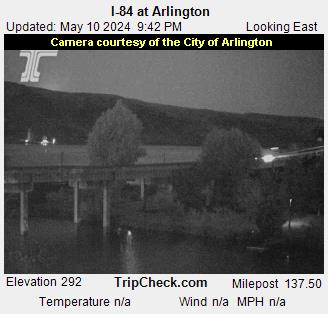 I-84 at Arlington
Updated: May 10 2024 9:42 PM Looking East
Camera courtesy of the City of Arlington
Elevation 292 TripCheck.com Milepost 137.50
Temperature n/a Wind n/a MPH n/a